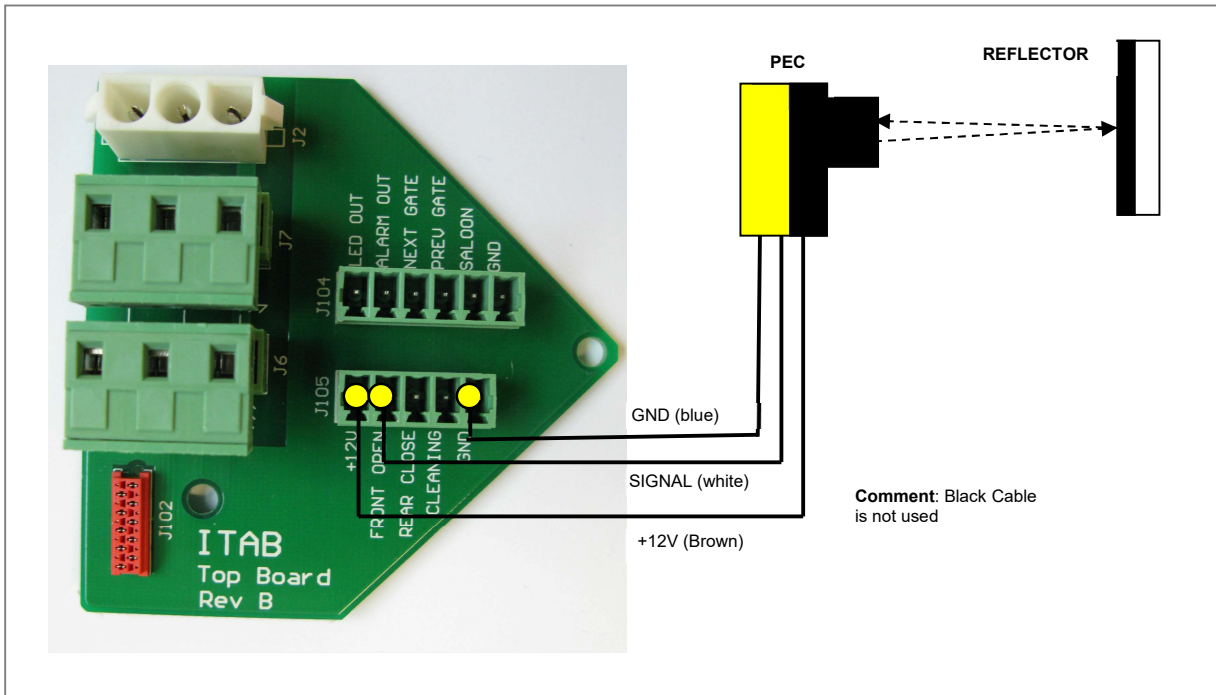 PEC
REFLECTOR
J2
J7
J6
LED OUT
ALARM OUT
NEXT GATE
PREV GATE
SALOON
GND
J104
J105
+12V
FRONT OPEN
REAR CLOSE
CLEANING
GND
J102
ITAB
Top Board
Rev B
GND (blue)
SIGNAL (white)
+12V (Brown)
Comment: Black Cable
is not used